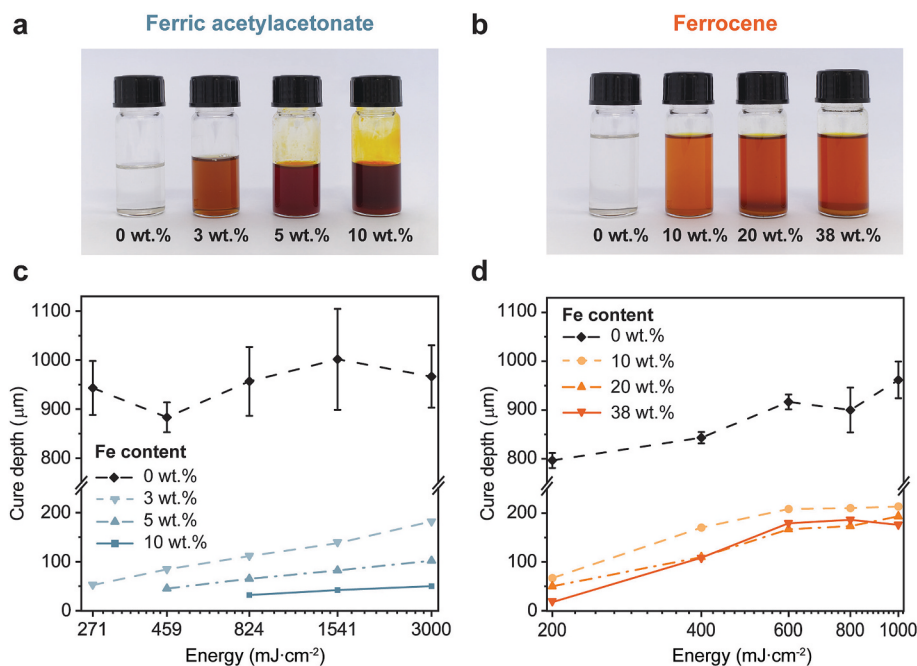 a
Ferric acetylacetonate
0 wt.% 3 wt.% 5 wt.% 10 wt.%
b
Ferrocene
0 wt.% 10 wt.% 20 wt.% 38 wt.%
c
Cure depth (μm)
1100
1000
900
800
200
100
0
Fe content
0 wt.%
3 wt.%
5 wt.%
10 wt.%
271 459 824 1541 3000
Energy (mJ·cm⁻²)
d
Cure depth (μm)
1100
1000
900
800
200
100
0
Fe content
0 wt.%
10 wt.%
20 wt.%
38 wt.%
200 400 600 800 1000
Energy (mJ·cm⁻²)